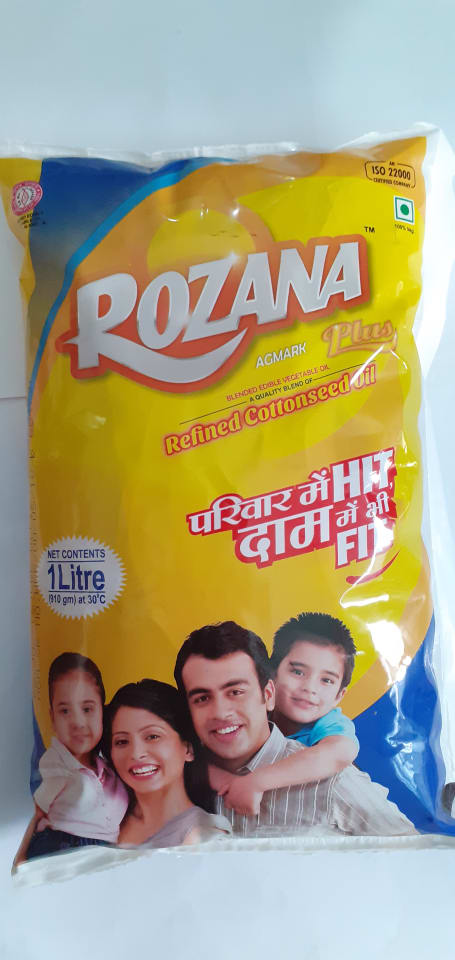 AN
ISO 22000
CERTIFIED COMPANY
100% Veg
ROZANA
TM
AGMARK
Plus
BLENDED EDIBLE VEGETABLE OIL
A QUALITY BLEND OF
Refined Cottonseed Oil
परिवार में HIT,
दाम में भी
FIT
NET CONTENTS
1Litre
(910 gm) at 30°C